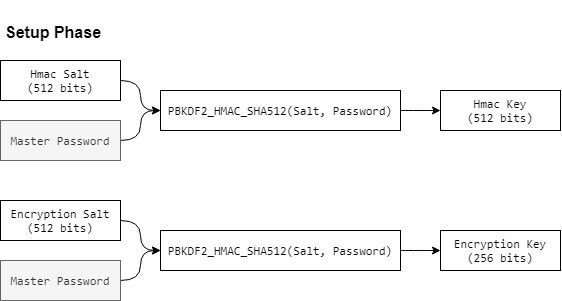 Setup Phase
Hmac Salt
(512 bits)
Master Password
PBKDF2_HMAC_SHA512(Salt, Password)
Hmac Key
(512 bits)
Encryption Salt
(512 bits)
Master Password
PBKDF2_HMAC_SHA512(Salt, Password)
Encryption Key
(256 bits)